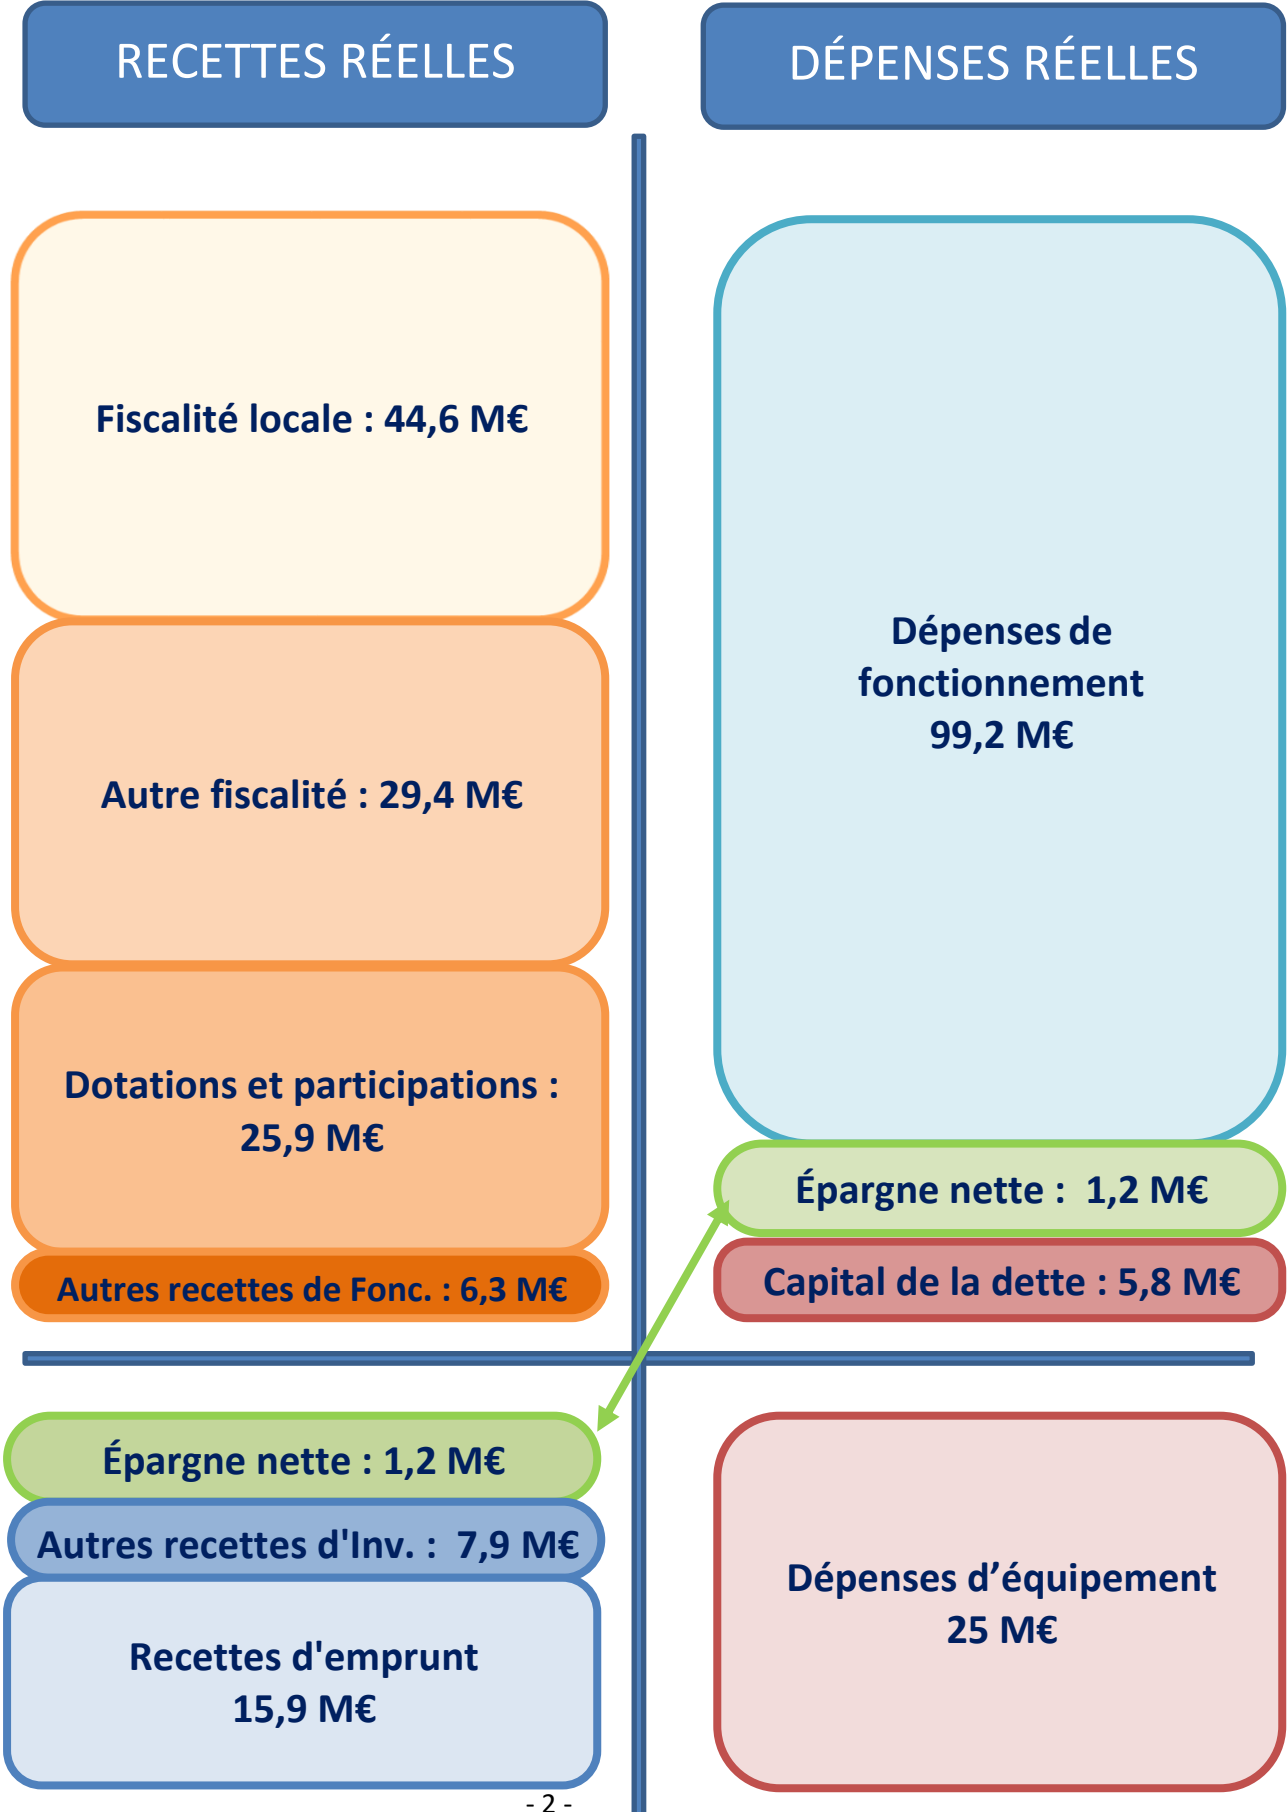 RECETTES RÉELLES
DÉPENSES RÉELLES
Fiscalité locale : 44,6 M€
Autre fiscalité : 29,4 M€
Dotations et participations :
25,9 M€
Autres recettes de Fonc. : 6,3 M€
Dépenses de
fonctionnement
99,2 M€
Épargne nette : 1,2 M€
Capital de la dette : 5,8 M€
Épargne nette : 1,2 M€
Autres recettes d'Inv. : 7,9 M€
Recettes d'emprunt
15,9 M€
Dépenses d’équipement
25 M€
- 2 -